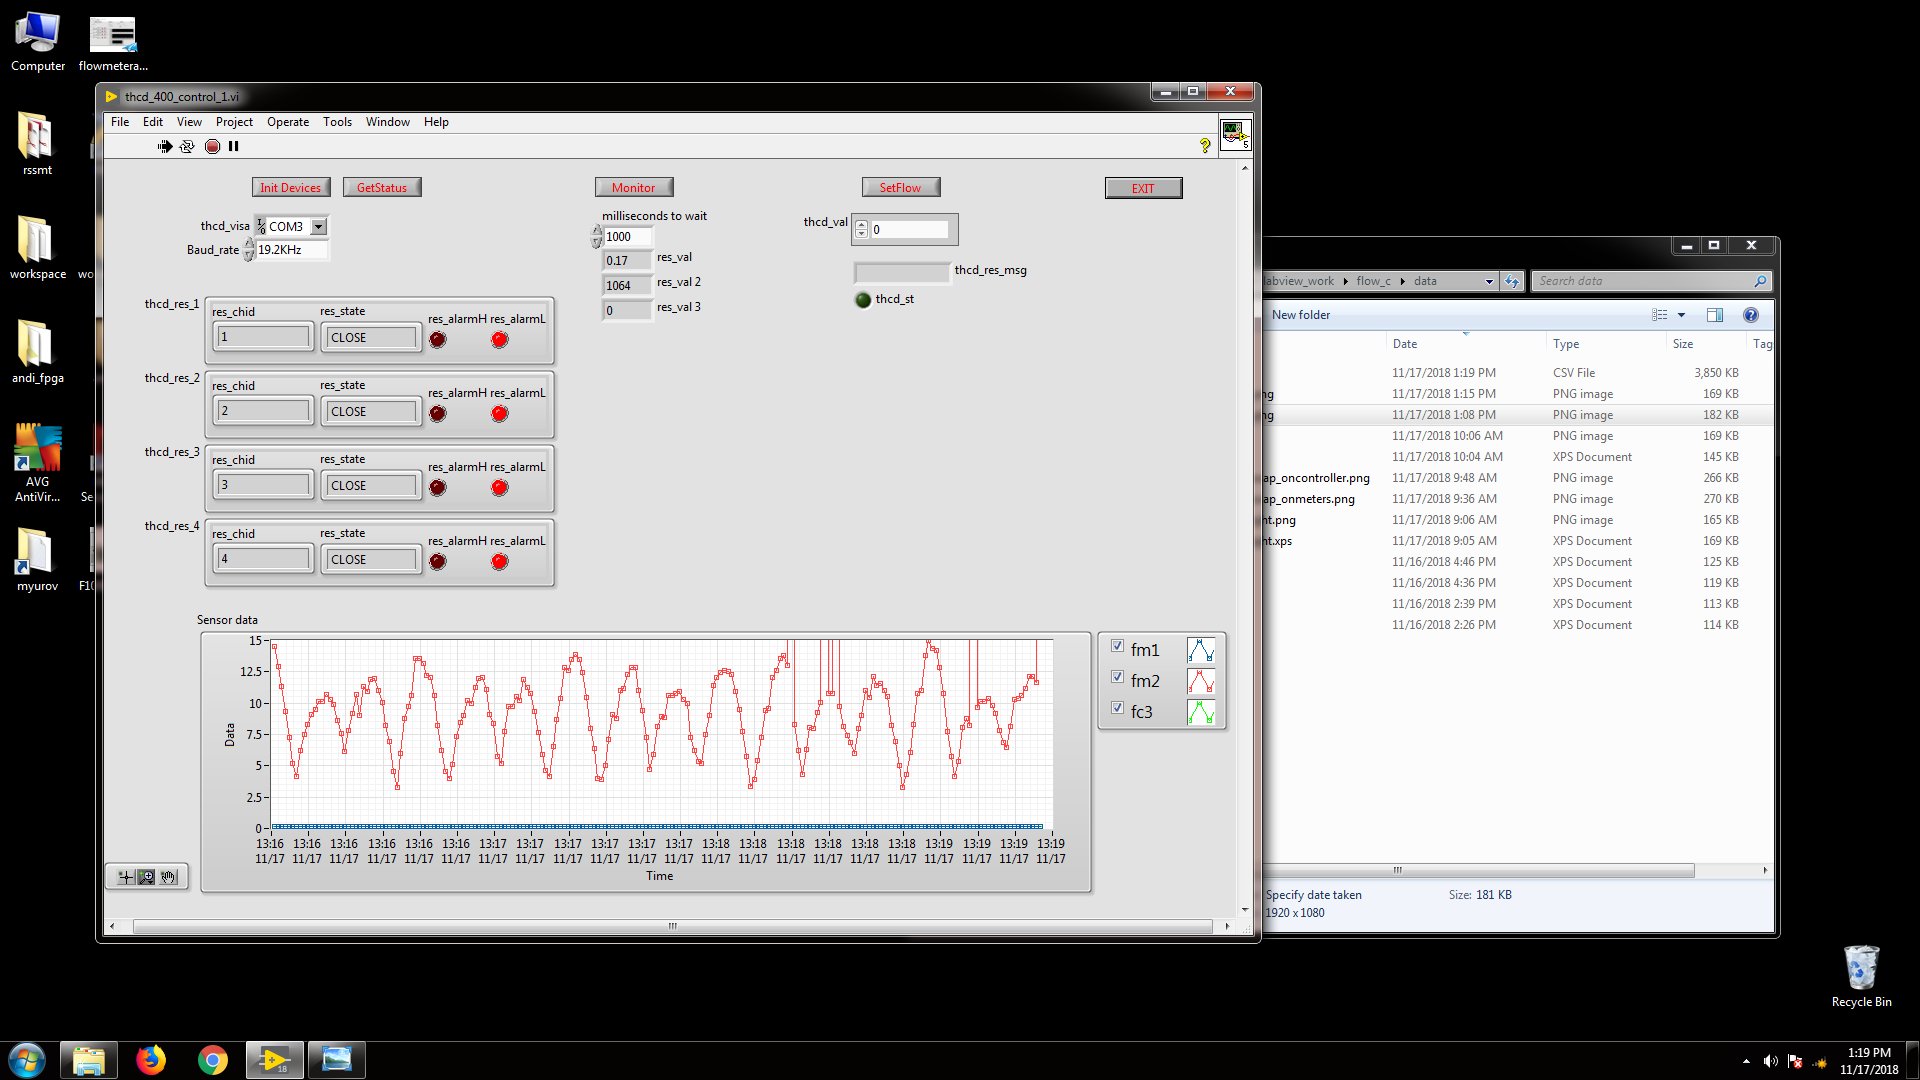 Computer
flowmetera...
rssmt
workspace
wo
andi_fpga
AVG
AntiVir...
Se
myurov
F10
thcd_400_control_1.vi
File Edit View Project Operate Tools Window Help
5
Init Devices GetStatus Monitor SetFlow EXIT
thcd_visa COM3
Baud_rate 19.2KHz
milliseconds to wait
1000
0.17 res_val
1064 res_val 2
0 res_val 3
thcd_val 0
thcd_res_msg
thcd_st
thcd_res_1
res_chid res_state res_alarmH res_alarmL
1 CLOSE
thcd_res_2
res_chid res_state res_alarmH res_alarmL
2 CLOSE
thcd_res_3
res_chid res_state res_alarmH res_alarmL
3 CLOSE
thcd_res_4
res_chid res_state res_alarmH res_alarmL
4 CLOSE
Sensor data
Data
15
12.5
10
7.5
5
2.5
0
13:16 13:16 13:16 13:16 13:16 13:16 13:17 13:17 13:17 13:17 13:17 13:17 13:18 13:18 13:18 13:18 13:18 13:18 13:19 13:19 13:19 13:19
11/17 11/17 11/17 11/17 11/17 11/17 11/17 11/17 11/17 11/17 11/17 11/17 11/17 11/17 11/17 11/17 11/17 11/17 11/17 11/17 11/17 11/17
Time
fm1
fm2
fc3
labview_work flow_c data Search data
New folder
Date Type Size Tag
11/17/2018 1:19 PM CSV File 3,850 KB
ng 11/17/2018 1:15 PM PNG image 169 KB
ng 11/17/2018 1:08 PM PNG image 182 KB
11/17/2018 10:06 AM PNG image 169 KB
11/17/2018 10:04 AM XPS Document 145 KB
ap_oncontroller.png 11/17/2018 9:48 AM PNG image 266 KB
ap_onmeters.png 11/17/2018 9:36 AM PNG image 270 KB
nt.png 11/17/2018 9:06 AM PNG image 165 KB
nt.xps 11/17/2018 9:05 AM XPS Document 169 KB
11/16/2018 4:46 PM XPS Document 125 KB
11/16/2018 4:36 PM XPS Document 119 KB
11/16/2018 2:39 PM XPS Document 113 KB
11/16/2018 2:26 PM XPS Document 114 KB
Specify date taken Size: 181 KB
1920 x 1080
Recycle Bin
18
1:19 PM
11/17/2018